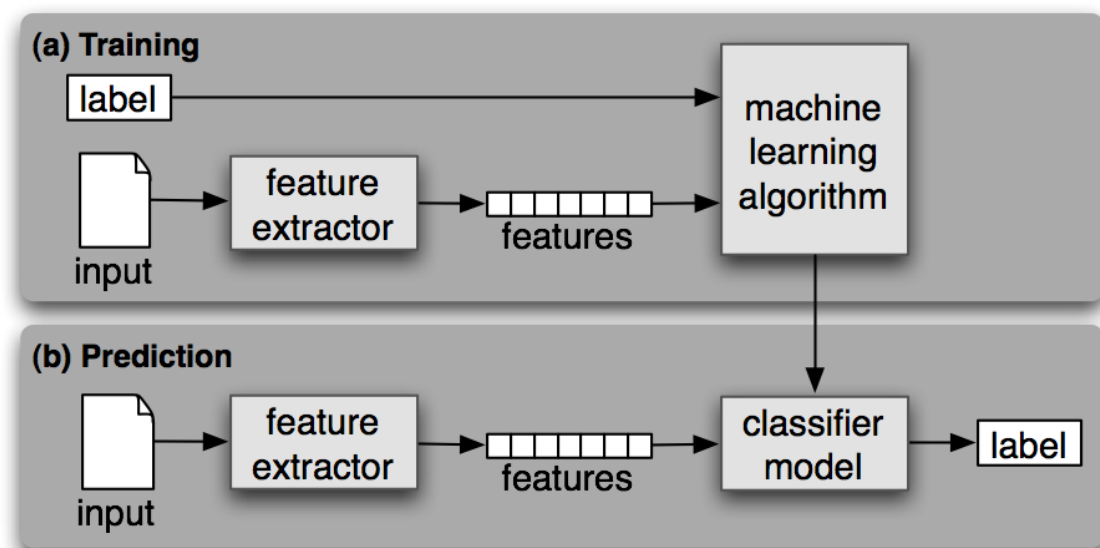 (a) Training
label
machine
learning
algorithm
feature
extractor
features
input
(b) Prediction
feature
extractor
features
classifier
model
label
input